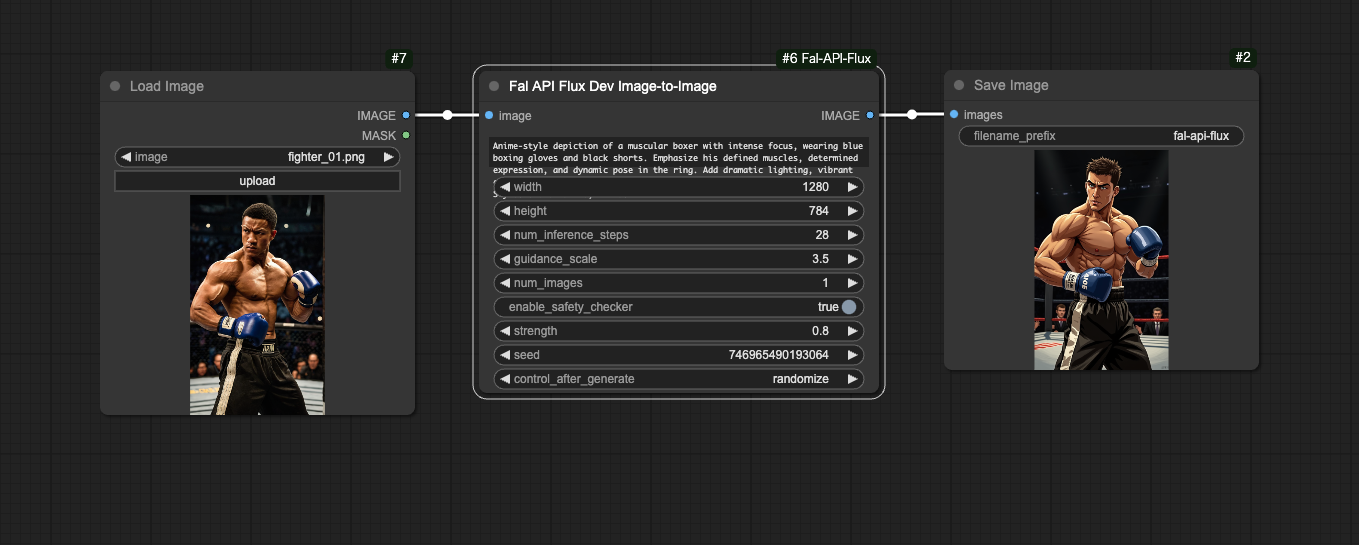 #7
Load Image
IMAGE
MASK
image fighter_01.png
upload
#6 Fal-API-Flux
Fal API Flux Dev Image-to-Image
image IMAGE
Anime-style depiction of a muscular boxer with intense focus, wearing blue
boxing gloves and black shorts. Emphasize his defined muscles, determined
expression, and dynamic pose in the ring. Add dramatic lighting, vibrant
width 1280
height 784
num_inference_steps 28
guidance_scale 3.5
num_images 1
enable_safety_checker true
strength 0.8
seed 746965490193064
control_after_generate randomize
#2
Save Image
images
filename_prefix fal-api-flux